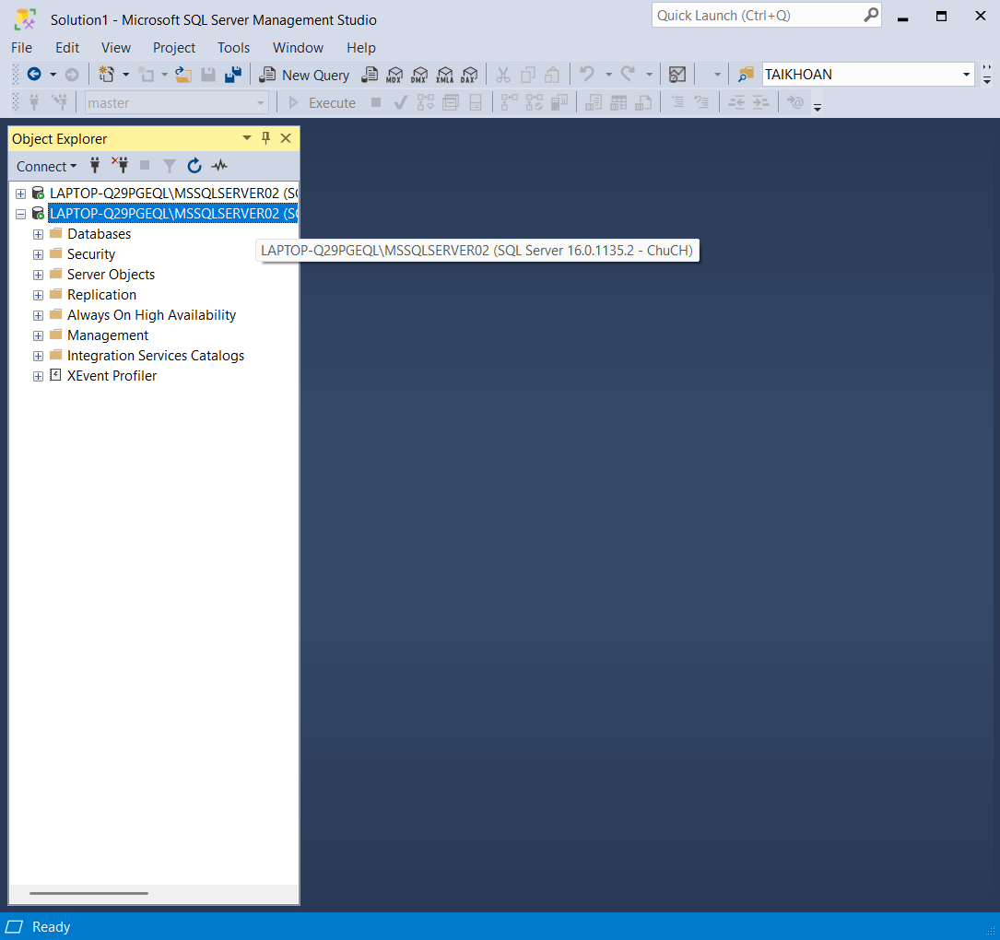 Solution1 - Microsoft SQL Server Management Studio
Quick Launch (Ctrl+Q)
File Edit View Project Tools Window Help
New Query MDX DMX XMLA DAX TAIKHOAN
master Execute
Object Explorer
Connect
LAPTOP-Q29PGEQL\MSSQLSERVER02 (S
LAPTOP-Q29PGEQL\MSSQLSERVER02 (S
Databases
LAPTOP-Q29PGEQL\MSSQLSERVER02 (SQL Server 16.0.1135.2 - ChuCH)
Security
Server Objects
Replication
Always On High Availability
Management
Integration Services Catalogs
XEvent Profiler
Ready